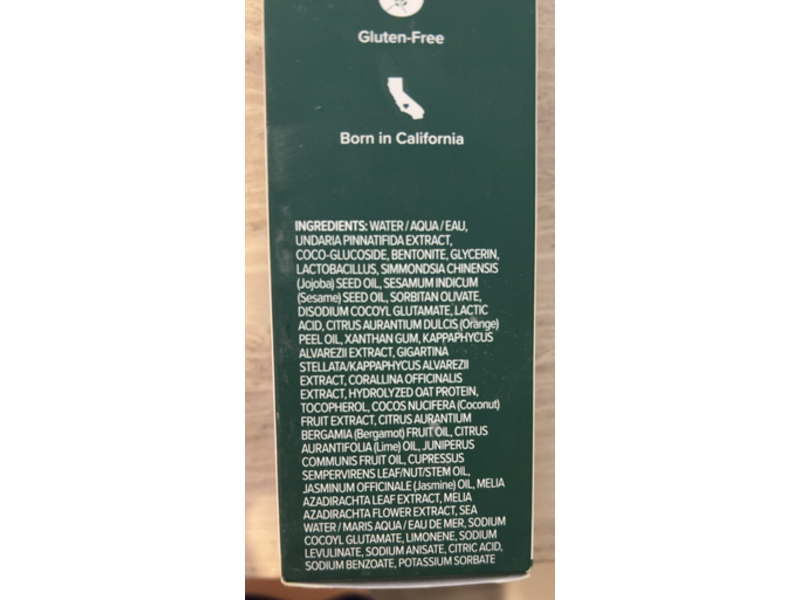 Gluten-Free
Born in California
INGREDIENTS: WATER / AQUA / EAU,
UNDARIA PINNATIFIDA EXTRACT,
COCO-GLUCOSIDE, BENTONITE, GLYCERIN,
LACTOBACILLUS, SIMMONDSIA CHINENSIS
(Jojoba) SEED OIL, SESAMUM INDICUM
(Sesame) SEED OIL, SORBITAN OLIVATE,
DISODIUM COCOYL GLUTAMATE, LACTIC
ACID, CITRUS AURANTIUM DULCIS (Orange)
PEEL OIL, XANTHAN GUM, KAPPAPHYCUS
ALVAREZII EXTRACT, GIGARTINA
STELLATA/KAPPAPHYCUS ALVAREZII
EXTRACT, CORALLINA OFFICINALIS
EXTRACT, HYDROLYZED OAT PROTEIN,
TOCOPHEROL, COCOS NUCIFERA (Coconut)
FRUIT EXTRACT, CITRUS AURANTIUM
BERGAMIA (Bergamot) FRUIT OIL, CITRUS
AURANTIFOLIA (Lime) OIL, JUNIPERUS
COMMUNIS FRUIT OIL, CUPRESSUS
SEMPERVIRENS LEAF/NUT/STEM OIL,
JASMINUM OFFICINALE (Jasmine) OIL, MELIA
AZADIRACHTA LEAF EXTRACT, MELIA
AZADIRACHTA FLOWER EXTRACT, SEA
WATER / MARIS AQUA / EAU DE MER, SODIUM
COCOYL GLUTAMATE, LIMONENE, SODIUM
LEVULINATE, SODIUM ANISATE, CITRIC ACID,
SODIUM BENZOATE, POTASSIUM SORBATE